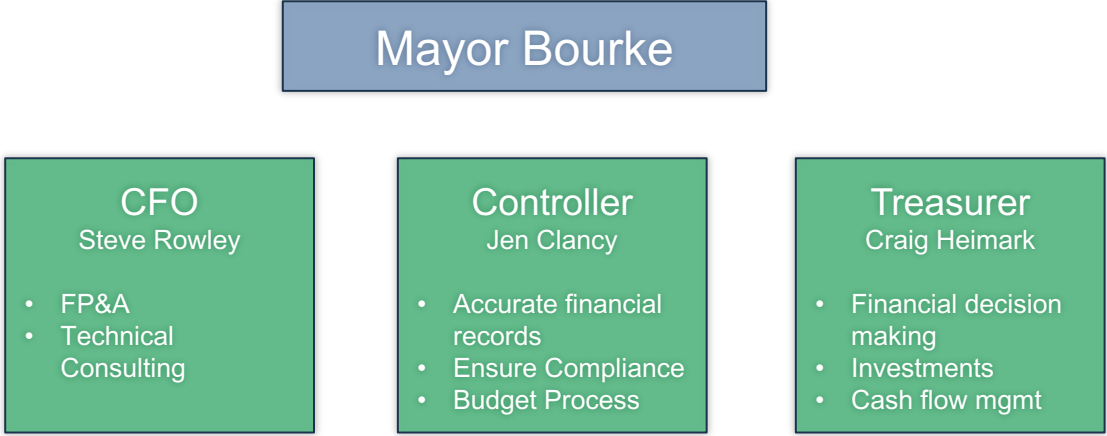 Mayor Bourke
CFO
Steve Rowley
• FP&A
• Technical
Consulting
Controller
Jen Clancy
• Accurate financial
records
• Ensure Compliance
• Budget Process
Treasurer
Craig Heimark
• Financial decision
making
• Investments
• Cash flow mgmt